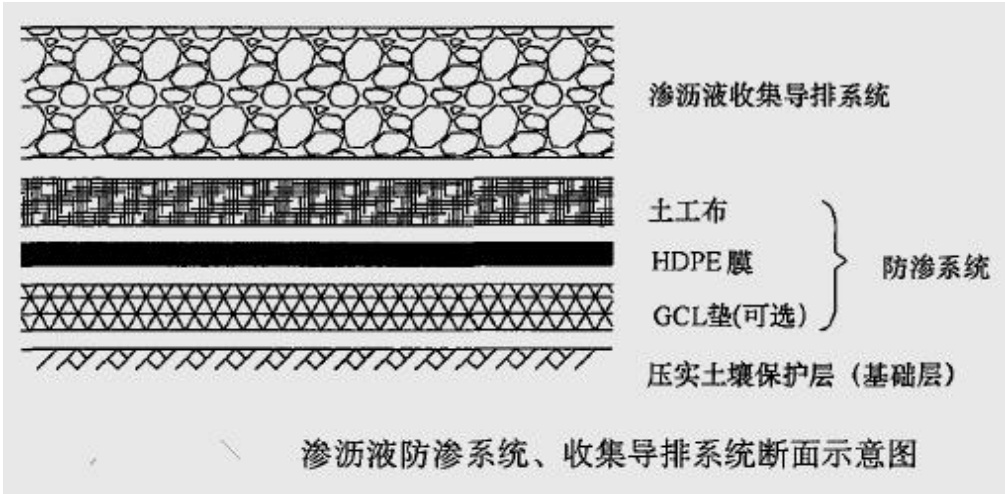 渗沥液收集导排系统
土工布
HDPE膜
防渗系统
GCL垫(可选)
压实土壤保护层（基础层）
渗沥液防渗系统、收集导排系统断面示意图